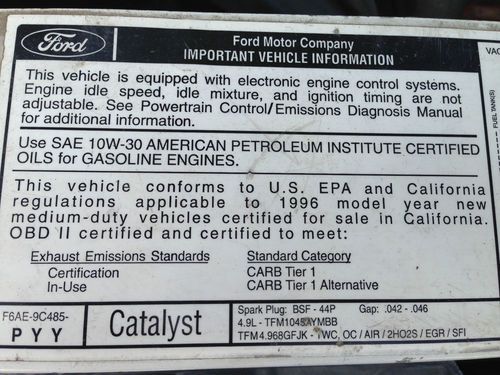 Ford
Ford Motor Company
IMPORTANT VEHICLE INFORMATION
This vehicle is equipped with electronic engine control systems.
Engine idle speed, idle mixture, and ignition timing are not
adjustable. See Powertrain Control/Emissions Diagnosis Manual
for additional information.
Use SAE 10W-30 AMERICAN PETROLEUM INSTITUTE CERTIFIED
OILS for GASOLINE ENGINES.
This vehicle conforms to U.S. EPA and California
regulations applicable to 1996 model year new
medium-duty vehicles certified for sale in California.
OBD II certified and certified to meet:
Exhaust Emissions Standards Standard Category
Certification CARB Tier 1
In-Use CARB Tier 1 Alternative
F6AE-9C485-
PYY
Catalyst
Spark Plug: BSF - 44P Gap: .042 - .046
4.9L - TFM1045AYMBB
TFM4.968GFJK - TWC, OC / AIR / 2HO2S / EGR / SFI
VAC
FUEL TANK(S)